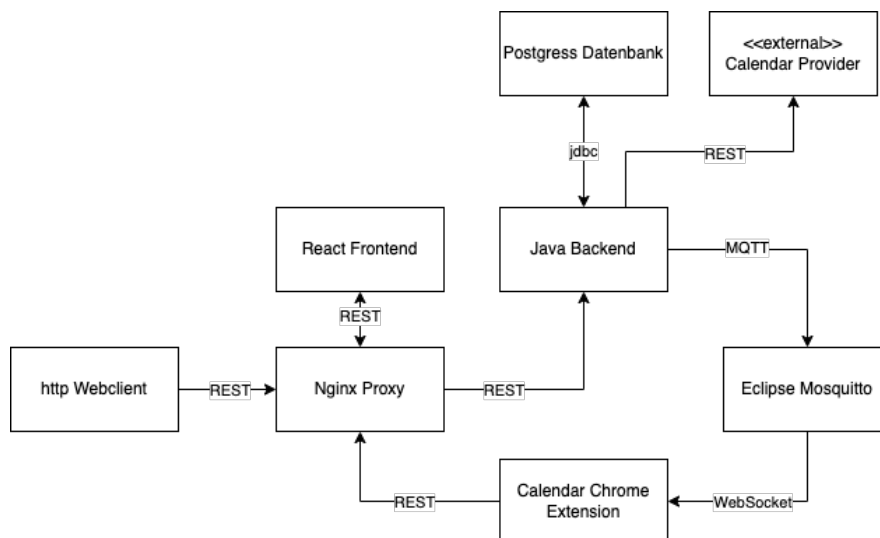 Postgress Datenbank
<<external>>
Calendar Provider
jdbc
REST
React Frontend
Java Backend
MQTT
REST
http Webclient
REST
Nginx Proxy
REST
Eclipse Mosquitto
REST
Calendar Chrome
Extension
WebSocket